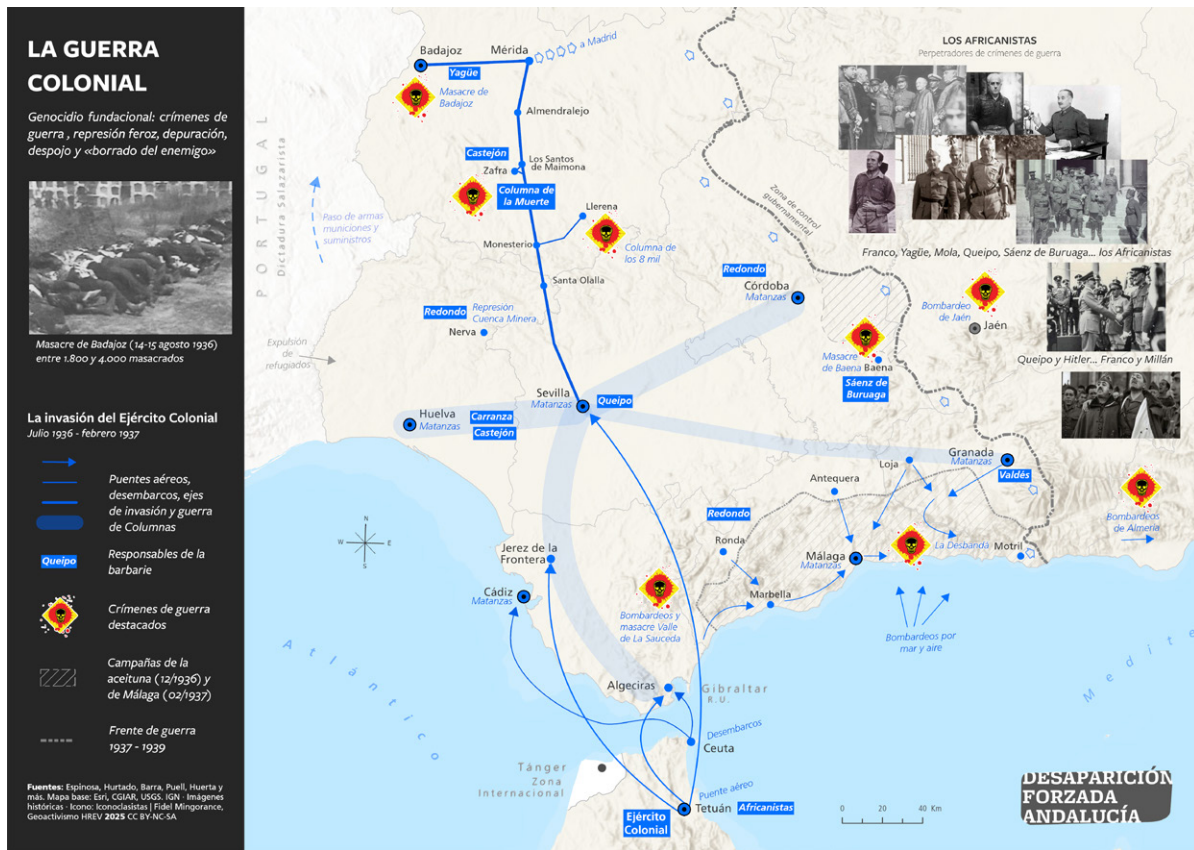 LA GUERRA
COLONIAL
Genocidio fundacional: crímenes de
guerra , represión feroz, depuración,
despojo y «borrado del enemigo»
Masacre de Badajoz (14-15 agosto 1936)
entre 1.800 y 4.000 masacrados
La invasión del Ejército Colonial
Julio 1936 - febrero 1937
Puentes aéreos,
desembarcos, ejes
de invasión y guerra
de Columnas
Queipo
Responsables de la
barbarie
Crímenes de guerra
destacados
Campañas de la
aceituna (12/1936) y
de Málaga (02/1937)
Frente de guerra
1937 - 1939
Fuentes: Espinosa, Hurtado, Barra, Puell, Huerta y
más. Mapa base: Esri, CGIAR, USGS. IGN · Imágenes
históricas · Icono: Iconoclasistas | Fidel Mingorance,
Geoactivismo HREV 2025 CC BY-NC-SA
Badajoz
Mérida
a Madrid
Yagüe
Masacre de
Badajoz
Almendralejo
Castejón
Los Santos
de Maimona
Zafra
Columna de
la Muerte
Llerena
Monesterio
Columna de
los 8 mil
Santa Olalla
PORTUGAL
Dictadura Salazarista
Paso de armas
municiones y
suministros
Expulsión
de
refugiados
Redondo
Represión
Cuenca Minera
Nerva
Redondo
Córdoba
Matanzas
Zona de control
gubernamental
LOS AFRICANISTAS
Perpetradores de crímenes de guerra
Franco, Yagüe, Mola, Queipo, Sáenz de Buruaga... los Africanistas
Bombardeo
de Jaén
Jaén
Queipo y Hitler... Franco y Millán
Masacre
de Baena
Baena
Sáenz de
Buruaga
Sevilla
Matanzas
Queipo
Huelva
Matanzas
Carranza
Castejón
Granada
Matanzas
Valdés
Loja
Antequera
Redondo
Ronda
Málaga
Matanzas
La Desbandá
Motril
Bombardeos
de Almería
Marbella
Bombardeos por
mar y aire
Jerez de la
Frontera
Cádiz
Matanzas
Bombardeos y
masacre Valle
de La Sauceda
N
W
E
S
Atlántico
Medite
Algeciras
Gibraltar
R.U.
Desembarcos
Ceuta
Tánger
Zona
Internacional
Puente aéreo
Tetuán
Africanistas
Ejército
Colonial
0 20 40 Km
DESAPARICIÓN
FORZADA
ANDALUCÍA